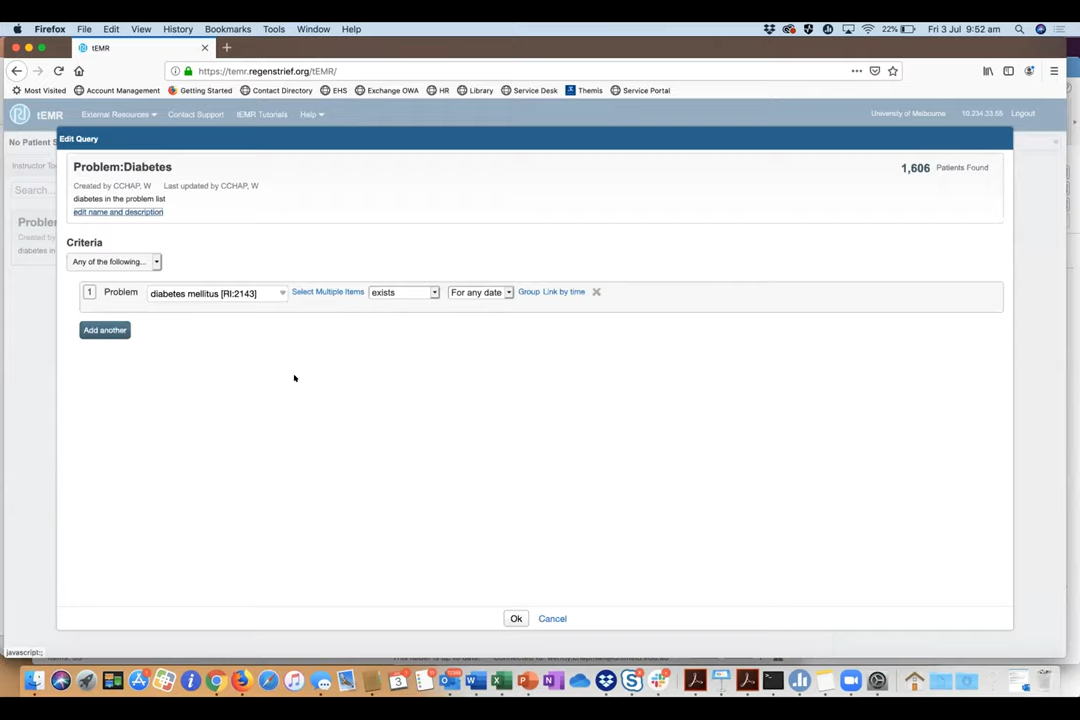 Firefox File Edit View History Bookmarks Tools Window Help 22% Fri 3 Jul 9:52 am
tEMR
https://temr.regenstrief.org/tEMR/
Most Visited Account Management Getting Started Contact Directory EHS Exchange OWA HR Library Service Desk Themis Service Portal
tEMR External Resources Contact Support tEMR Tutorials Help University of Melbourne 10.234.33.55 Logout
No Patient S
Edit Query
Instructor Too
Search...
Problem:Diabetes
1,606 Patients Found
Created by CCHAP, W Last updated by CCHAP, W
diabetes in the problem list
edit name and description
Proble
Created by
diabetes in
Criteria
Any of the following...
1 Problem diabetes mellitus [RI:2143] Select Multiple Items exists For any date Group Link by time
Add another
Ok Cancel
javascript:;